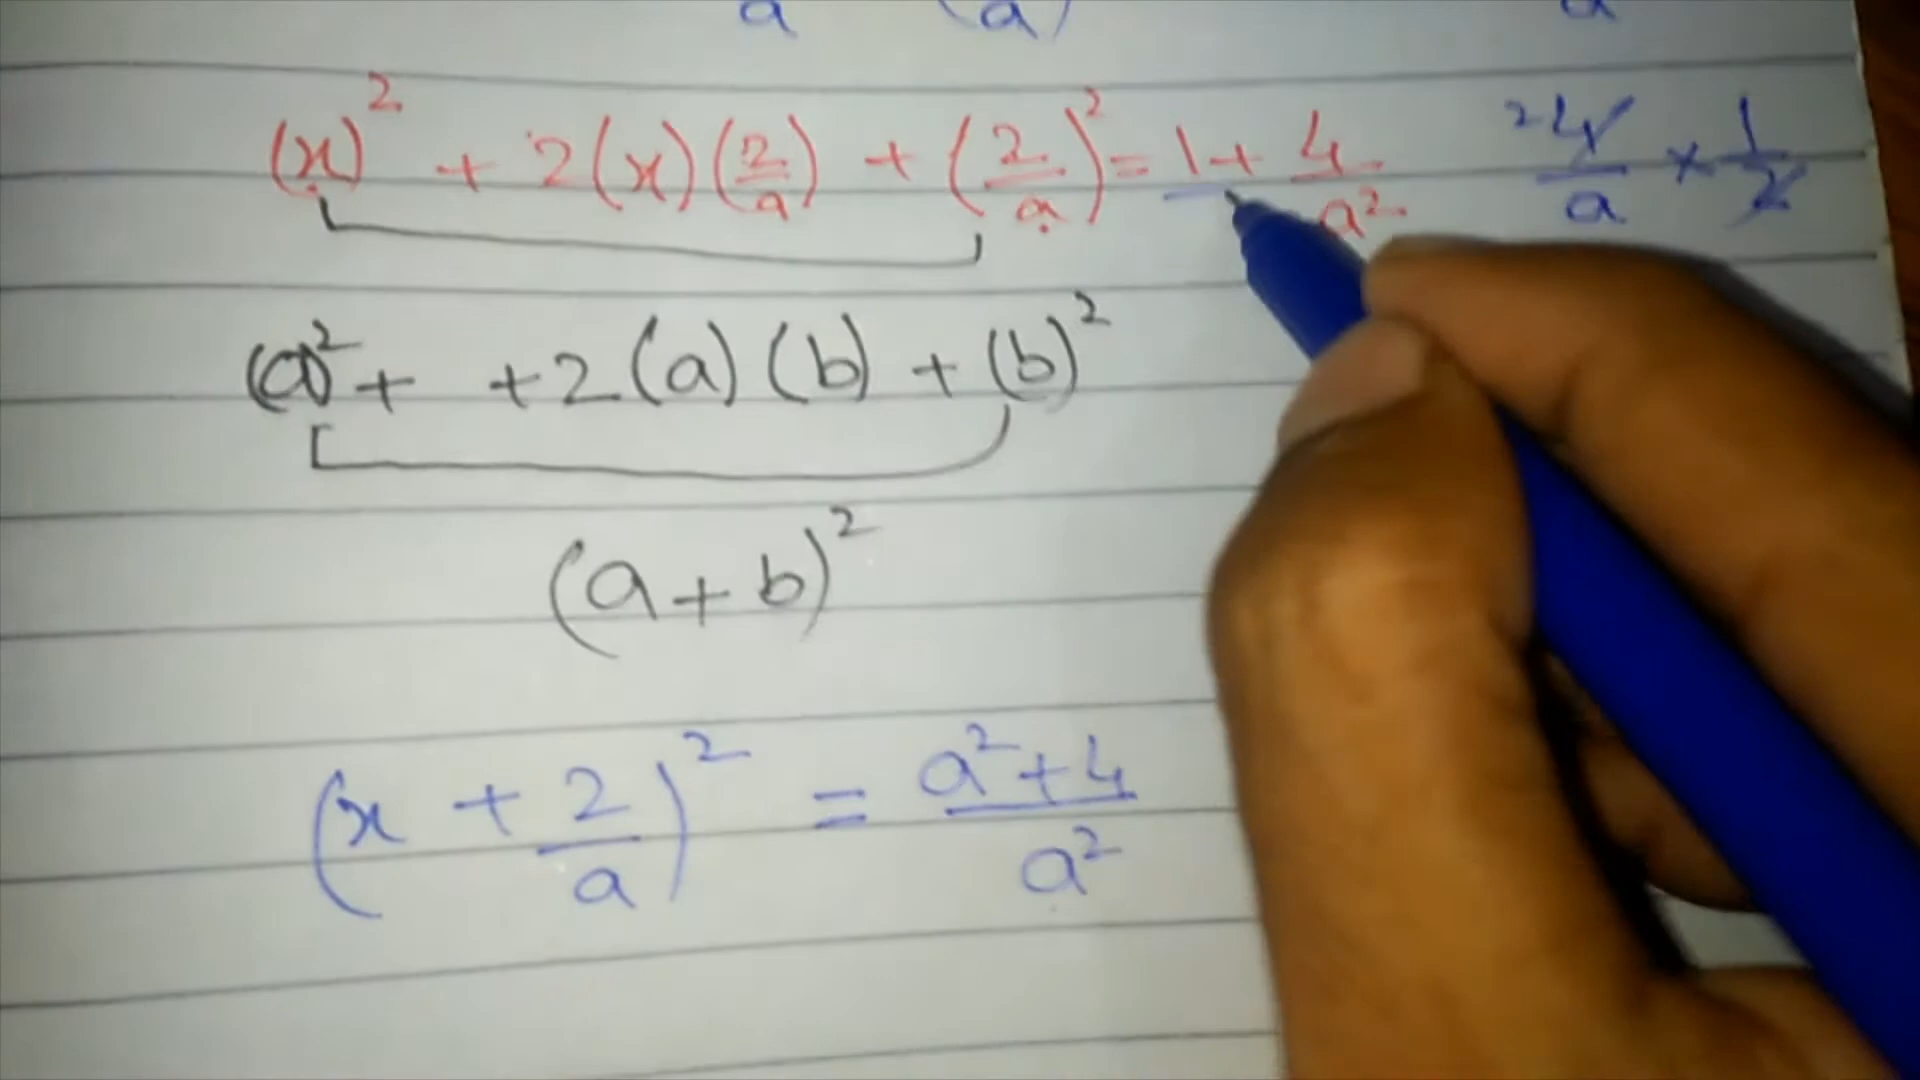 a (a) a
(x)² + 2(x)(2/a) + (2/a)² = 1 + 4/a² 24/a × 1/2
(a)² + +2(a)(b) + (b)²
(a+b)²
(x + 2/a)² = a²+4/a²